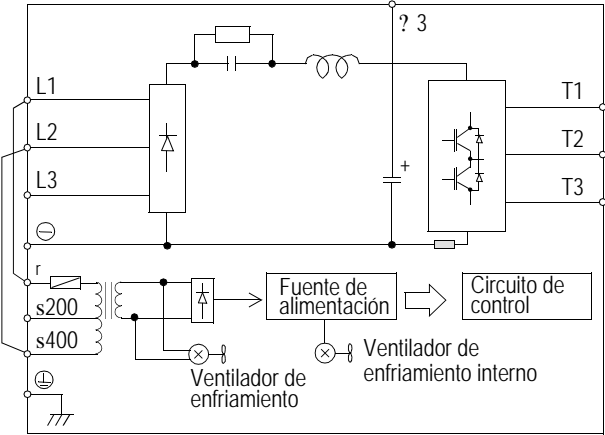 ? 3
L1
T1
L2
T2
L3
T3
+
−
r
s200
s400
Fuente de
alimentación
Circuito de
control
Ventilador de
enfriamiento
Ventilador de
enfriamiento interno